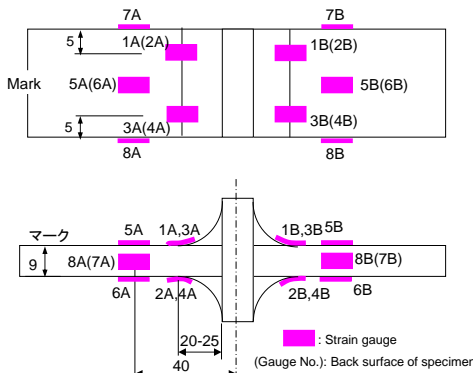 7A 7B
5 1A(2A) 1B(2B)
Mark 5A(6A) 5B(6B)
5 3A(4A) 3B(4B)
8A 8B
マーク 5A 1A,3A 1B,3B 5B
9 8A(7A) 8B(7B)
6A 2A,4A 2B,4B 6B
20-25
: Strain gauge
40 (Gauge No.): Back surface of specimen